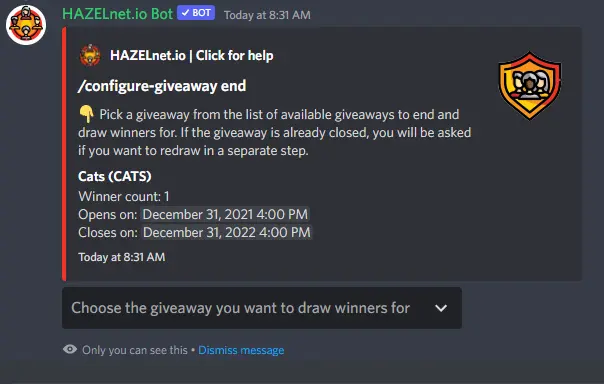 HAZELnet.io Bot ✓ BOT Today at 8:31 AM
HAZELnet.io | Click for help
/configure-giveaway end
👇 Pick a giveaway from the list of available giveaways to end and
draw winners for. If the giveaway is already closed, you will be asked
if you want to redraw in a separate step.
Cats (CATS)
Winner count: 1
Opens on: December 31, 2021 4:00 PM
Closes on: December 31, 2022 4:00 PM
Today at 8:31 AM
Choose the giveaway you want to draw winners for
Only you can see this • Dismiss message